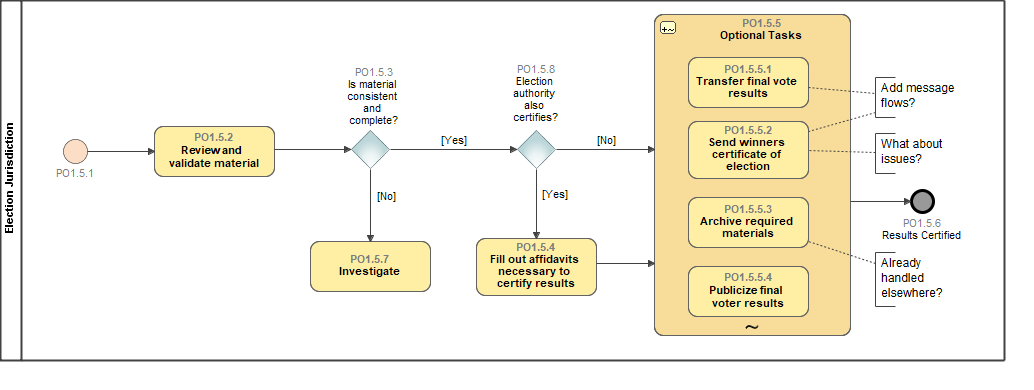 Election Jurisdiction
PO1.5.1
PO1.5.2
Review and
validate material
PO1.5.3
Is material
consistent
and
complete?
[Yes]
[No]
PO1.5.7
Investigate
PO1.5.8
Election
authority
also
certifies?
[No]
[Yes]
PO1.5.4
Fill out affidavits
necessary to
certify results
PO1.5.5
Optional Tasks
PO1.5.5.1
Transfer final vote
results
PO1.5.5.2
Send winners
certificate of
election
PO1.5.5.3
Archive required
materials
PO1.5.5.4
Publicize final
voter results
~
Add message
flows?
What about
issues?
PO1.5.6
Results Certified
Already
handled
elsewhere?